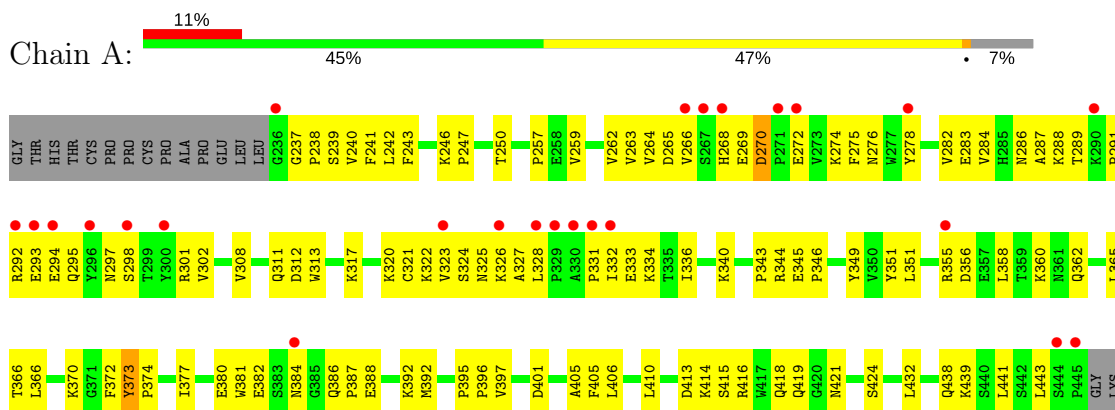 11%
Chain A:
45% 47% • 7%
GLY THR HIS THR CYS PRO PRO CYS PRO ALA PRO GLU LEU LEU G236 G237 P238 S239 V240 F241 L242 F243 K246 P247 T250 P257 E258 V259 V262 V263 V264 D265 V266 S267 H268 E269 D270 P271 E272 V273 K274 F275 N276 W277 Y278 V282 E283 V284 H285 N286 A287 K288 T289 K290
R292 E293 E294 Q295 Y296 N297 S298 T299 Y300 R301 V302 V308 Q311 D312 W313 K317 K320 G321 K322 V323 S324 N325 K326 A327 L328 P329 A330 P331 I332 E333 K334 T335 I336 K340 P343 R344 E345 P346 Y349 V350 Y351 L351 R355 D356 E357 L358 T359 K360 N361 Q362
T366 L366 K370 G371 F372 Y373 P374 I377 E380 W381 E382 S383 N384 G385 Q386 P387 E388 K392 M392 P395 P396 V397 D401 A405 F405 L406 L410 D413 K414 S415 R416 W417 Q418 Q419 G420 N421 S424 L432 Q438 K439 S440 L441 S442 L443 S444 P445 GLY LYS